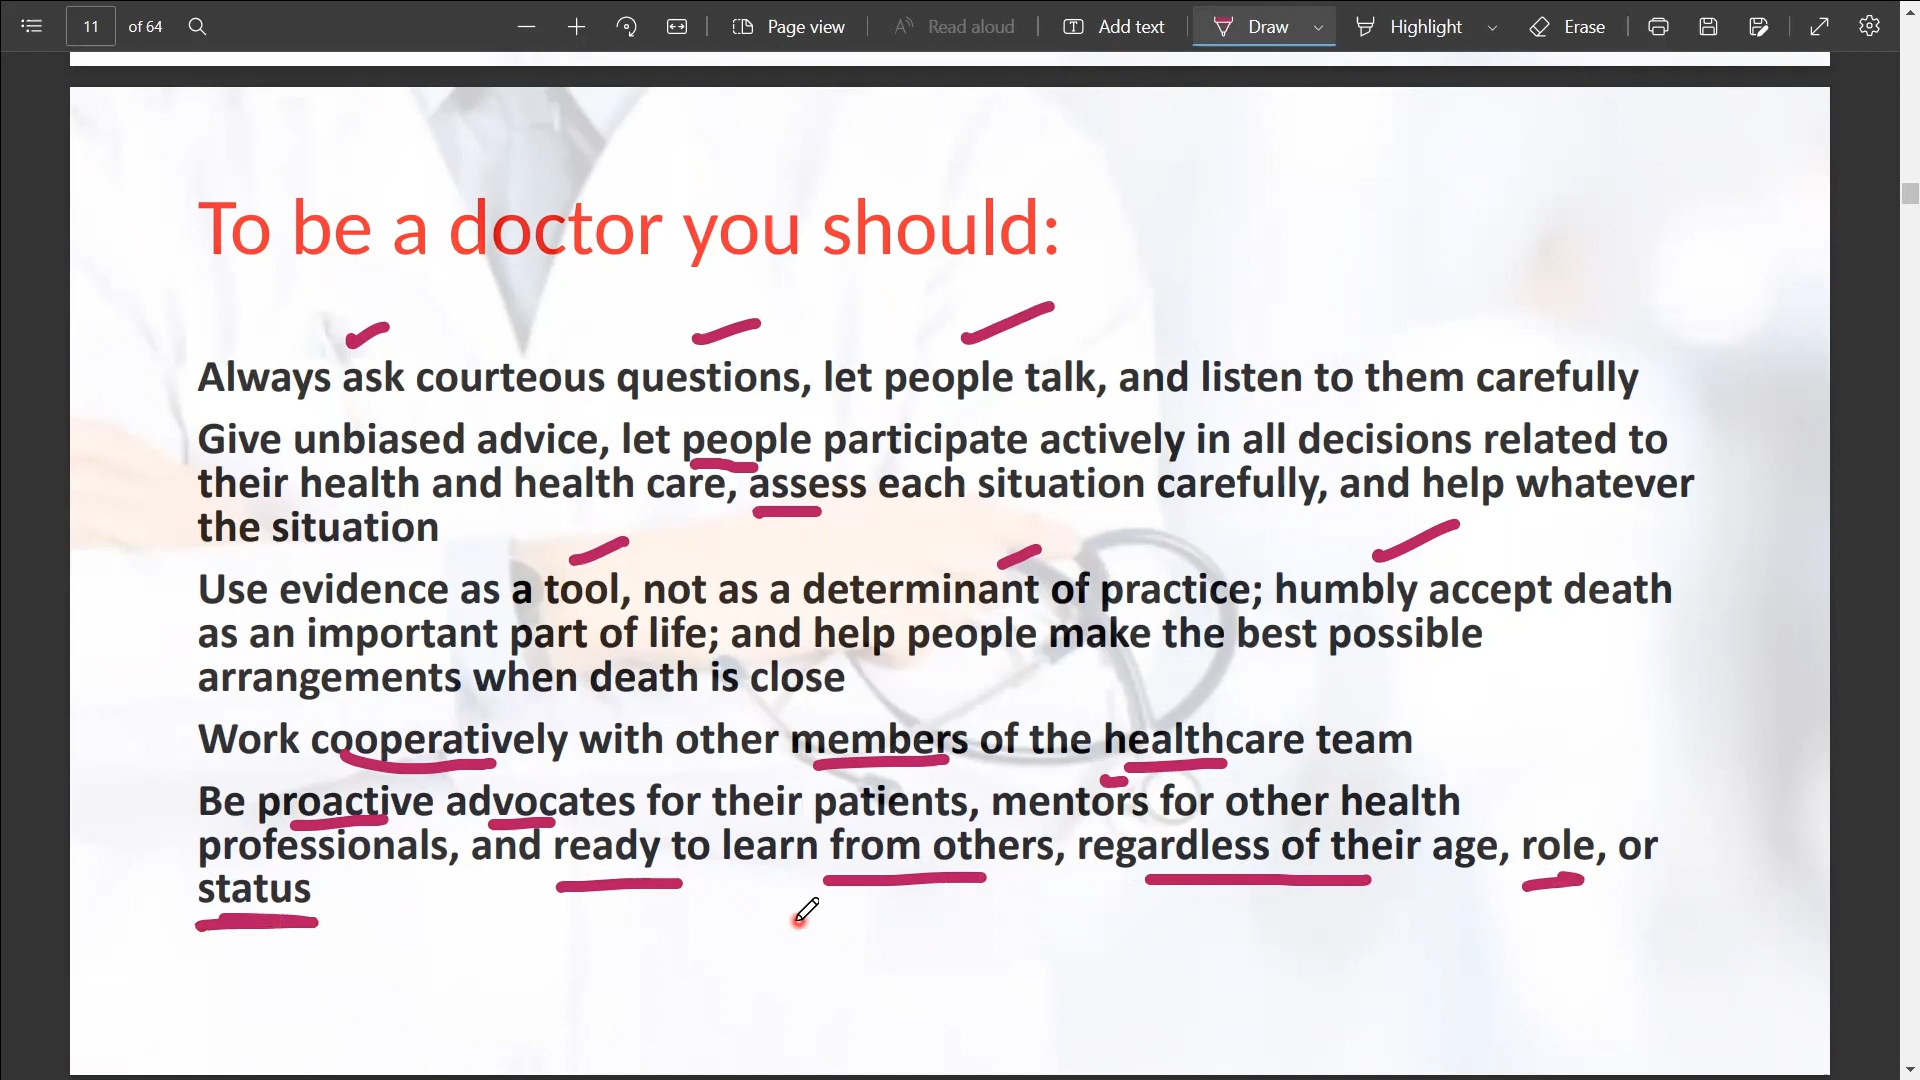 11 of 64 Page view Read aloud Add text Draw Highlight Erase
To be a doctor you should:
Always ask courteous questions, let people talk, and listen to them carefully
Give unbiased advice, let people participate actively in all decisions related to
their health and health care, assess each situation carefully, and help whatever
the situation
Use evidence as a tool, not as a determinant of practice; humbly accept death
as an important part of life; and help people make the best possible
arrangements when death is close
Work cooperatively with other members of the healthcare team
Be proactive advocates for their patients, mentors for other health
professionals, and ready to learn from others, regardless of their age, role, or
status